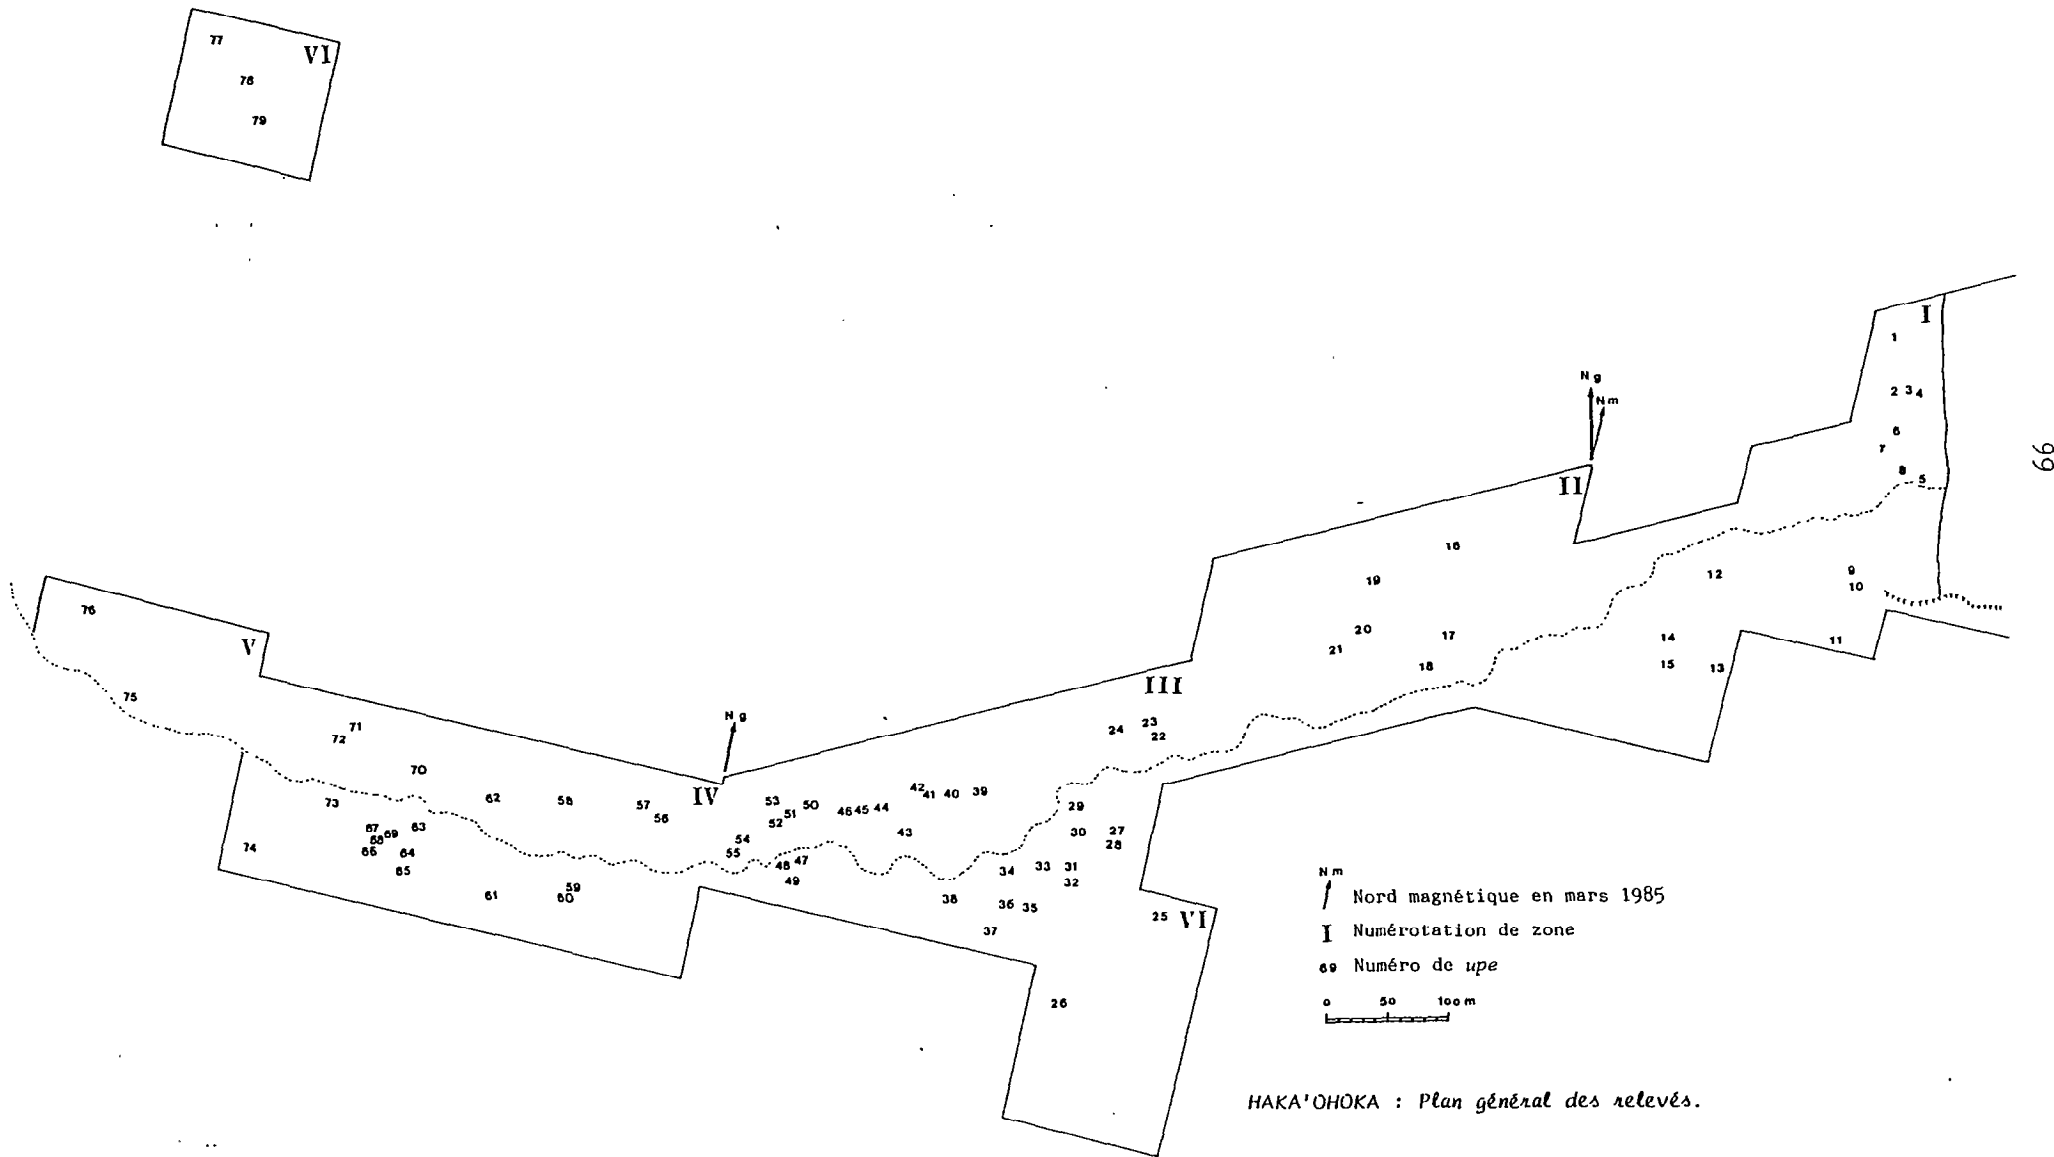 77
VI
78
79
I
1
2 3 4
6
7
8 5
99
N g
N m
II
16
19
12
9
10
20 17
21
18
14
11
15 13
76
V
75
71
72
III
23
24
22
N g
70
IV
62 58 57
56
53
50
51
52
46 45 44
42
41 40 39
43
29
30
27
28
73
67
69
68
66
63
64
65
74
54
55
48 47
49
34 33 31
32
61
59
60
38
36 35
37
25 VI
26
N m
Nord magnétique en mars 1985
I Numérotation de zone
69 Numéro de upe
0 50 100 m
HAKA'OHOKA : Plan général des relevés.